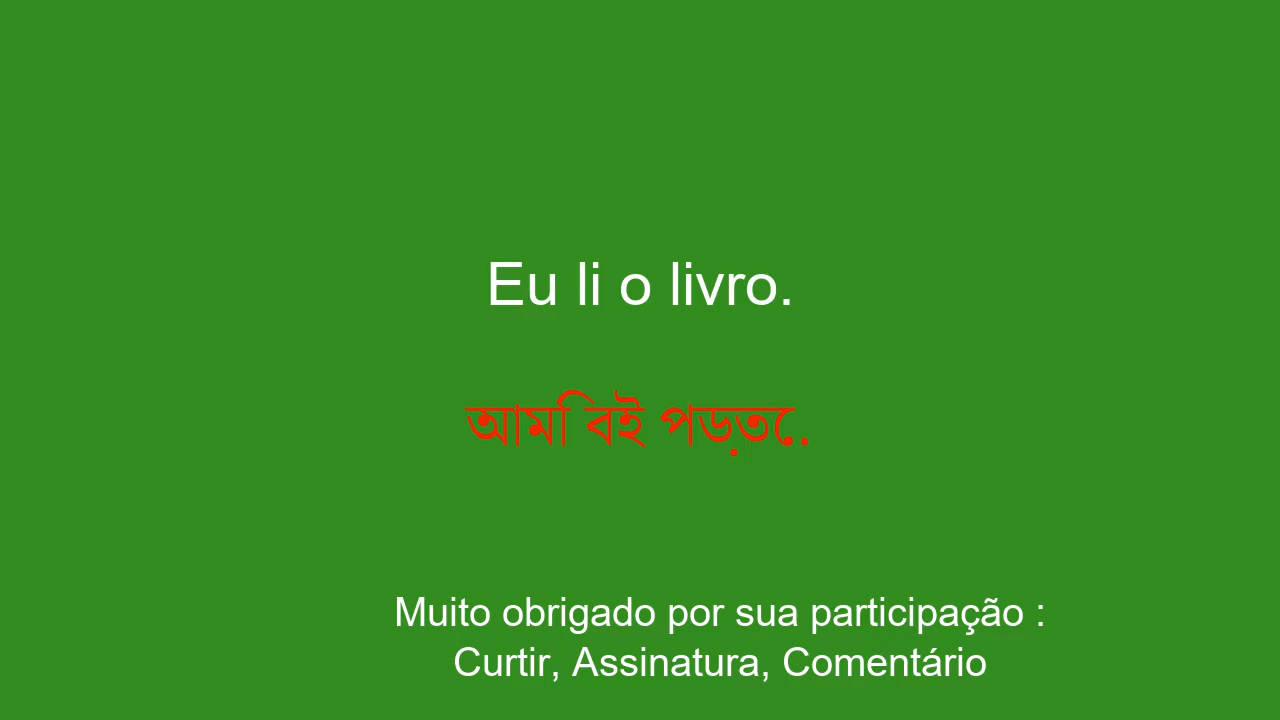 Eu li o livro.
আমি বই পড়তে.
Muito obrigado por sua participação :
Curtir, Assinatura, Comentário